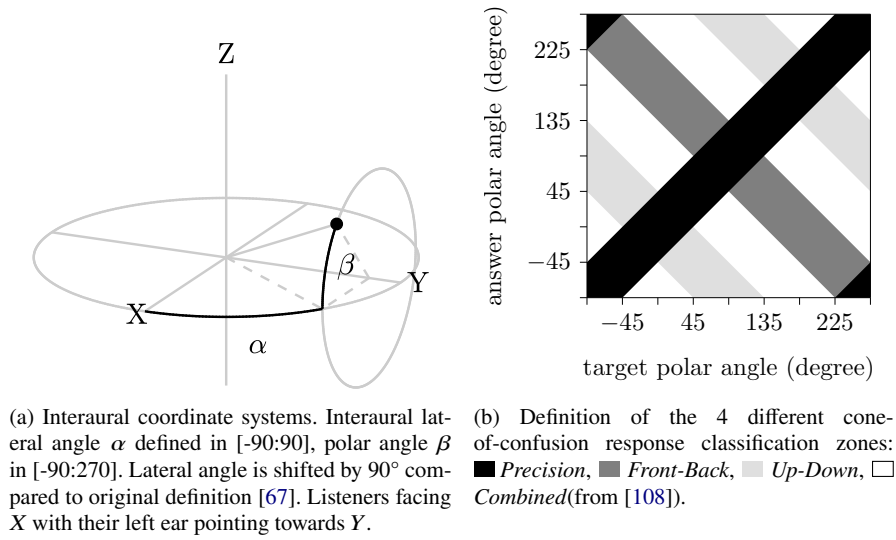 Z
X
Y
α
β
answer polar angle (degree)
225
135
45
−45
−45 45 135 225
target polar angle (degree)
(a) Interaural coordinate systems. Interaural lat-
eral angle α defined in [-90:90], polar angle β
in [-90:270]. Lateral angle is shifted by 90° com-
pared to original definition [67]. Listeners facing
X with their left ear pointing towards Y.
(b) Definition of the 4 different cone-
of-confusion response classification zones:
Precision, Front-Back, Up-Down,
Combined(from [108]).